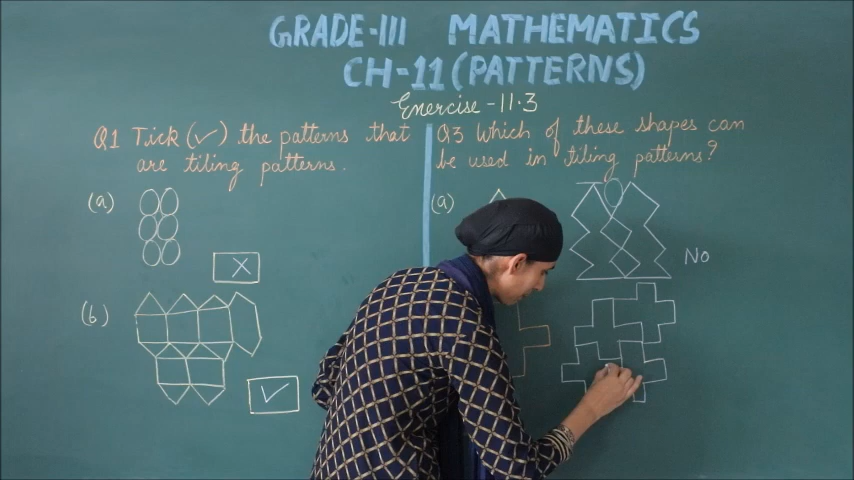 GRADE-III MATHEMATICS
CH-11 (PATTERNS)
Exercise - 11.3
Q1 Tick (✓) the patterns that
are tiling patterns.
(a)
X
(b)
✓
Q3 Which of these shapes can
be used in tiling patterns?
(a)
No